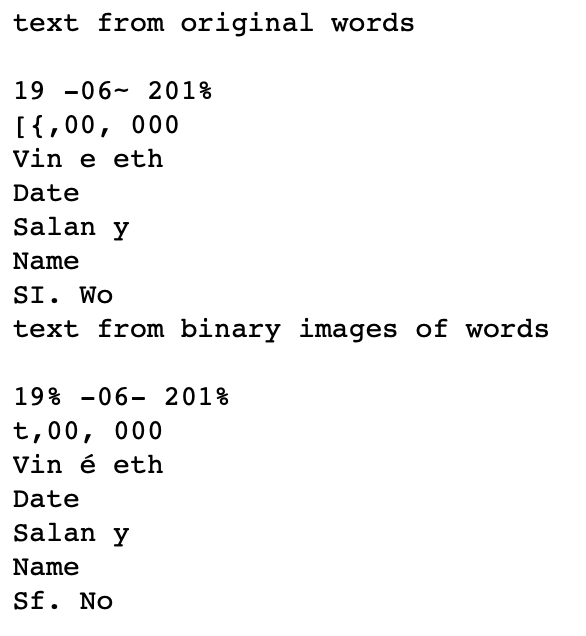 text from original words
19 -06~ 201%
[{,00, 000
Vin e eth
Date
Salan y
Name
SI. Wo
text from binary images of words
19% -06- 201%
t,00, 000
Vin é eth
Date
Salan y
Name
Sf. No